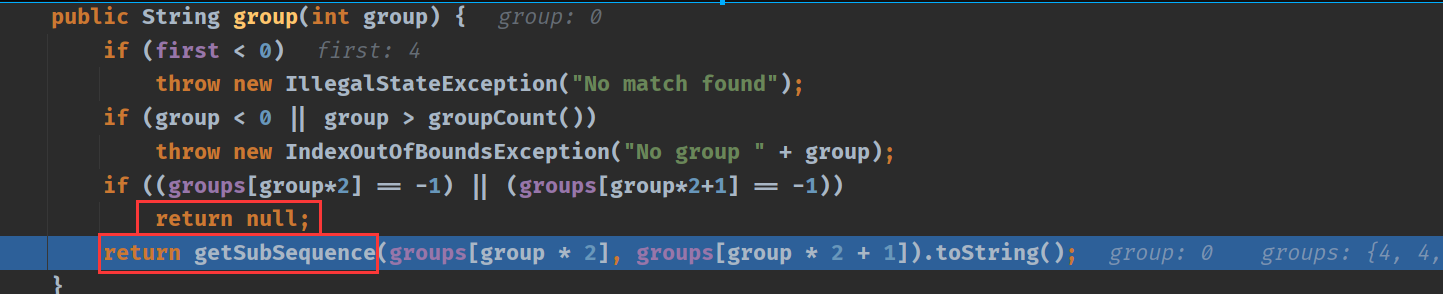 public String group(int group) {   group: 0
if (first < 0)   first: 4
throw new IllegalStateException("No match found");
if (group < 0 || group > groupCount())
throw new IndexOutOfBoundsException("No group " + group);
if ((groups[group*2] == -1) || (groups[group*2+1] == -1))
return null;
return getSubSequence(groups[group * 2], groups[group * 2 + 1]).toString();   group: 0   groups: {4, 4,
}